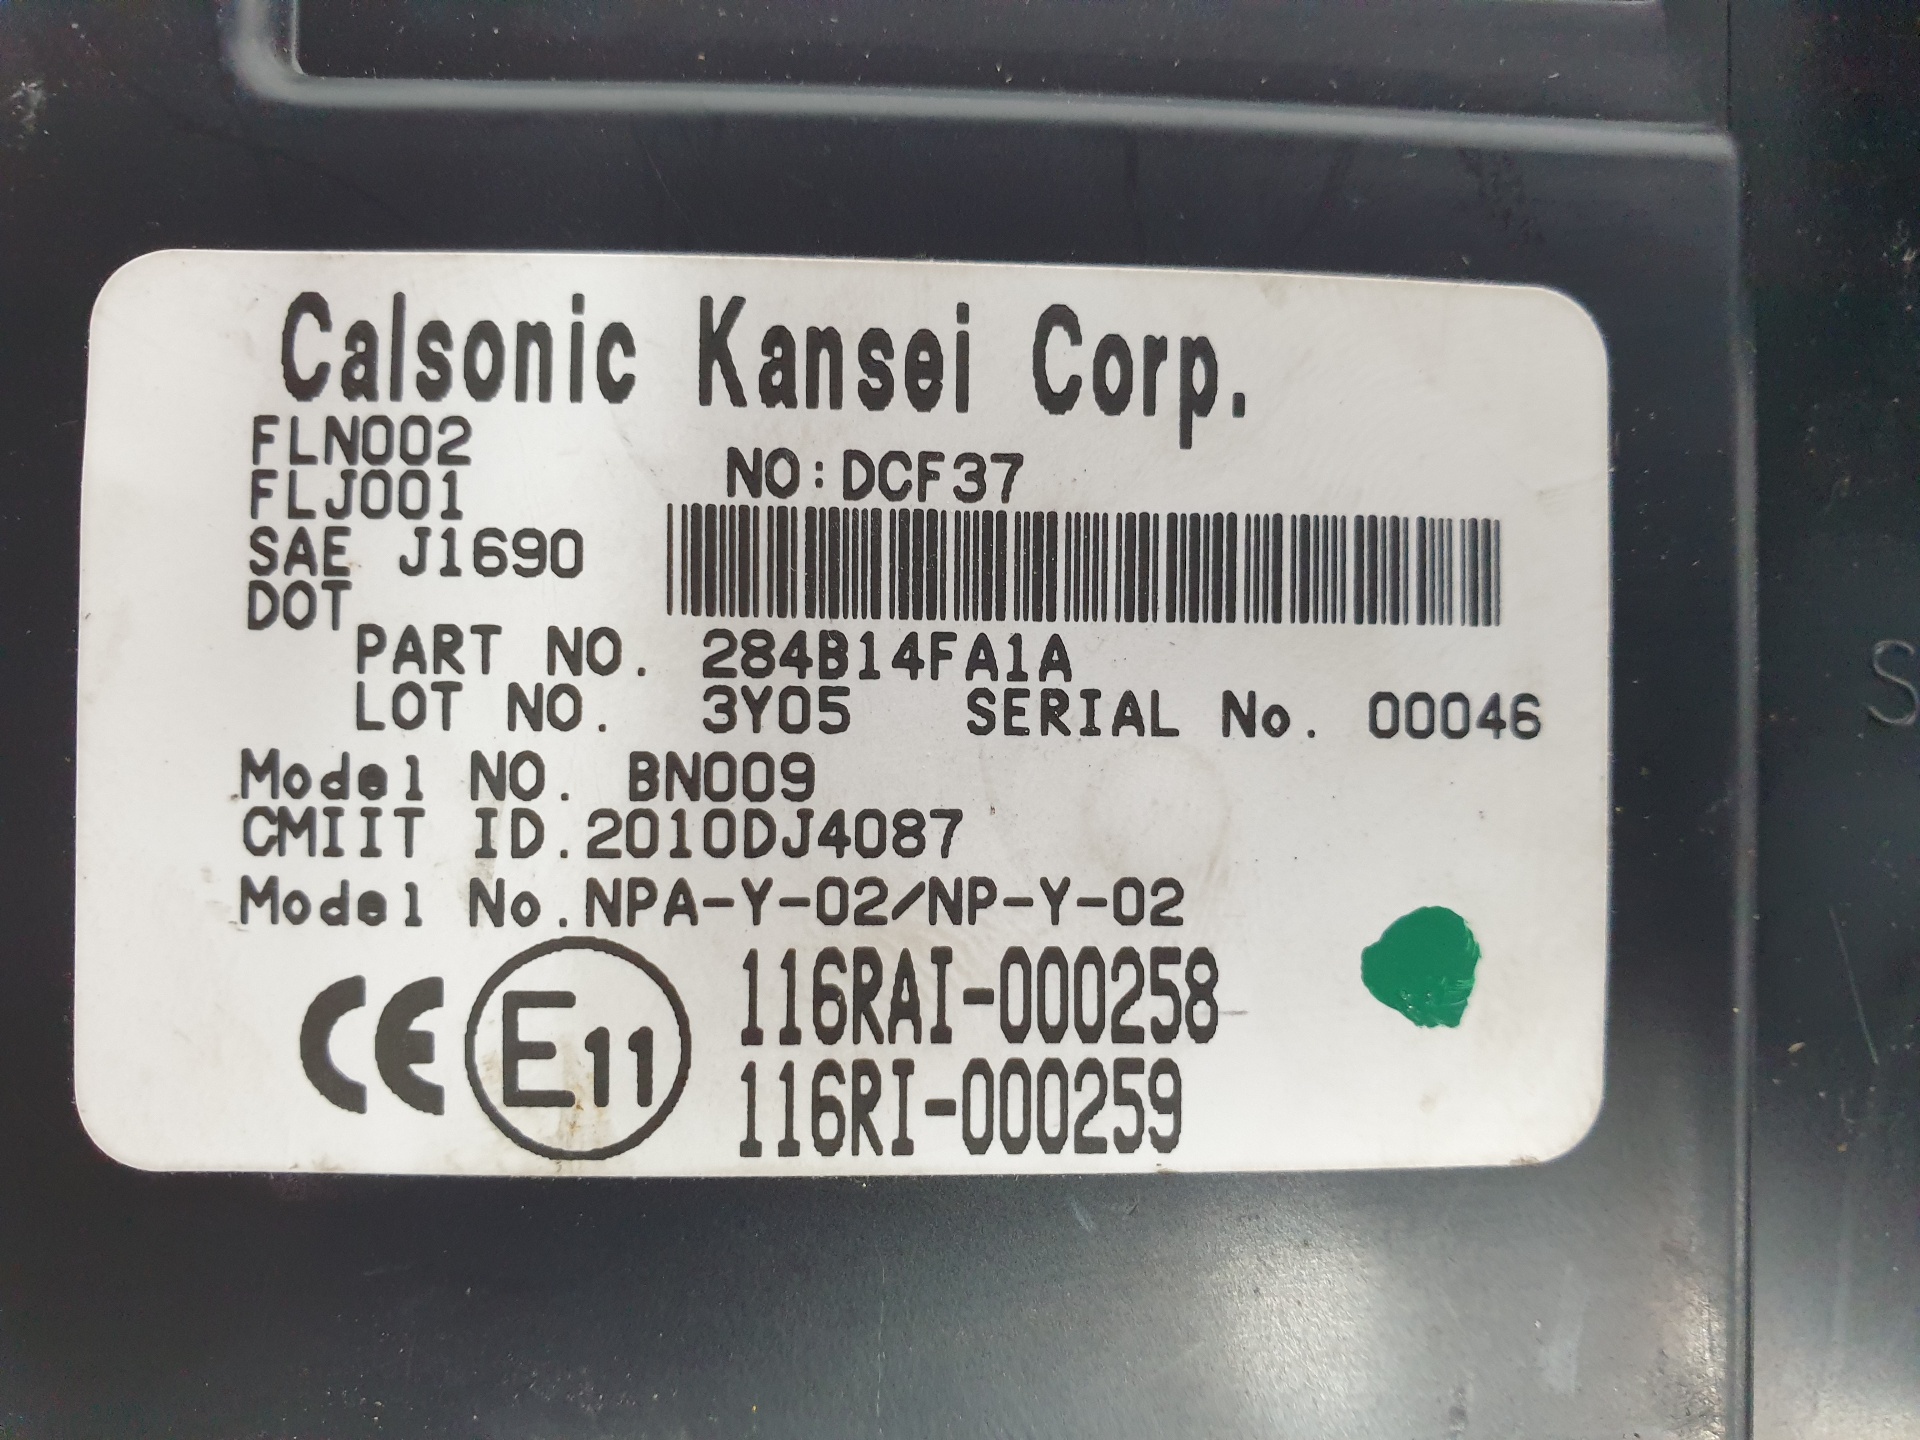 Calsonic Kansei Corp.
FLN002
FLJ001
NO:DCF37
SAE J1690
DOT
PART NO. 284B14FA1A
LOT NO. 3Y05 SERIAL No. 00046
Model NO. BN009
CMIIT ID.2010DJ4087
Model No.NPA-Y-02/NP-Y-02
CE E11 116RAI-000258
116RI-000259
S